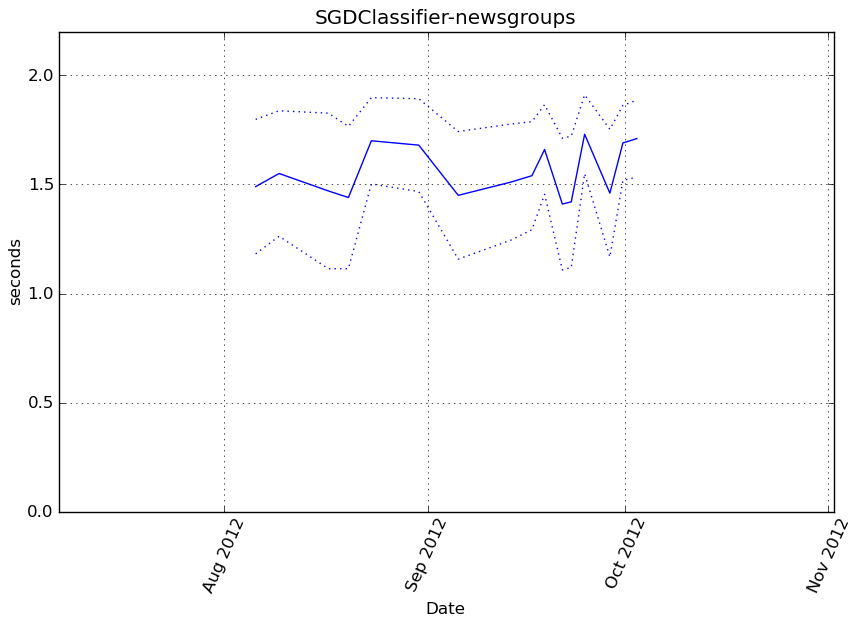 SGDClassifier-newsgroups
2.0
1.5
1.0
0.5
0.0
seconds
Aug 2012
Sep 2012
Oct 2012
Nov 2012
Date